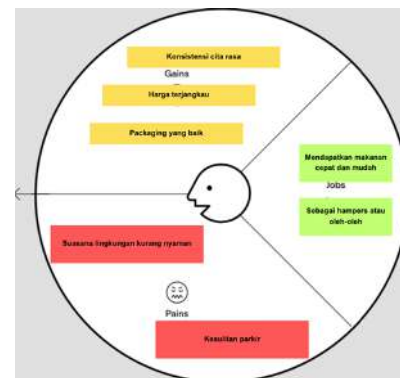 Konsistensi cita rasa
Gains
Harga terjangkau
Packaging yang baik
Mendapatkan makanan
cepat dan mudah
Jobs
Sebagai hampers atau
oleh-oleh
Suasana lingkungan kurang nyaman
Pains
Kesulitan parkir